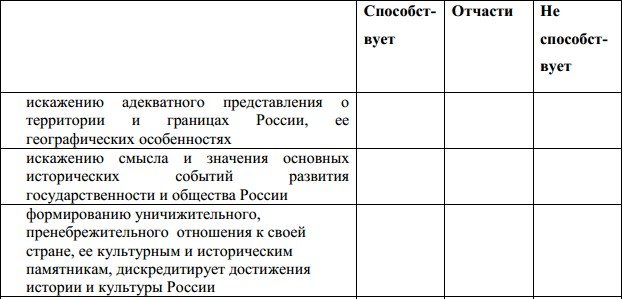 Способст-
вует
Отчасти
Не
способст-
вует
искажению адекватного представления о
территории и границах России, ее
географических особенностях
искажению смысла и значения основных
исторических событий развития
государственности и общества России
формированию уничижительного,
пренебрежительного отношения к своей
стране, ее культурным и историческим
памятникам, дискредитирует достижения
истории и культуры России